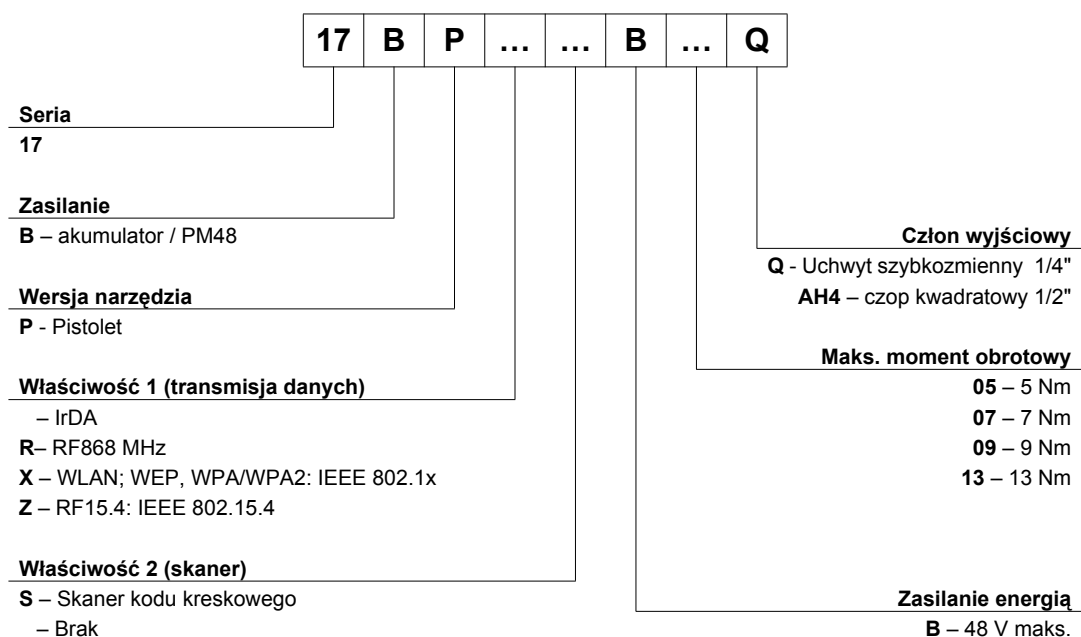 17 B P ... ... B ... Q
Seria
17
Zasilanie
B – akumulator / PM48
Wersja narzędzia
P - Pistolet
Właściwość 1 (transmisja danych)
– IrDA
R– RF868 MHz
X – WLAN; WEP, WPA/WPA2: IEEE 802.1x
Z – RF15.4: IEEE 802.15.4
Właściwość 2 (skaner)
S – Skaner kodu kreskowego
– Brak
Człon wyjściowy
Q - Uchwyt szybkozmienny 1/4"
AH4 – czop kwadratowy 1/2"
Maks. moment obrotowy
05 – 5 Nm
07 – 7 Nm
09 – 9 Nm
13 – 13 Nm
Zasilanie energią
B – 48 V maks.